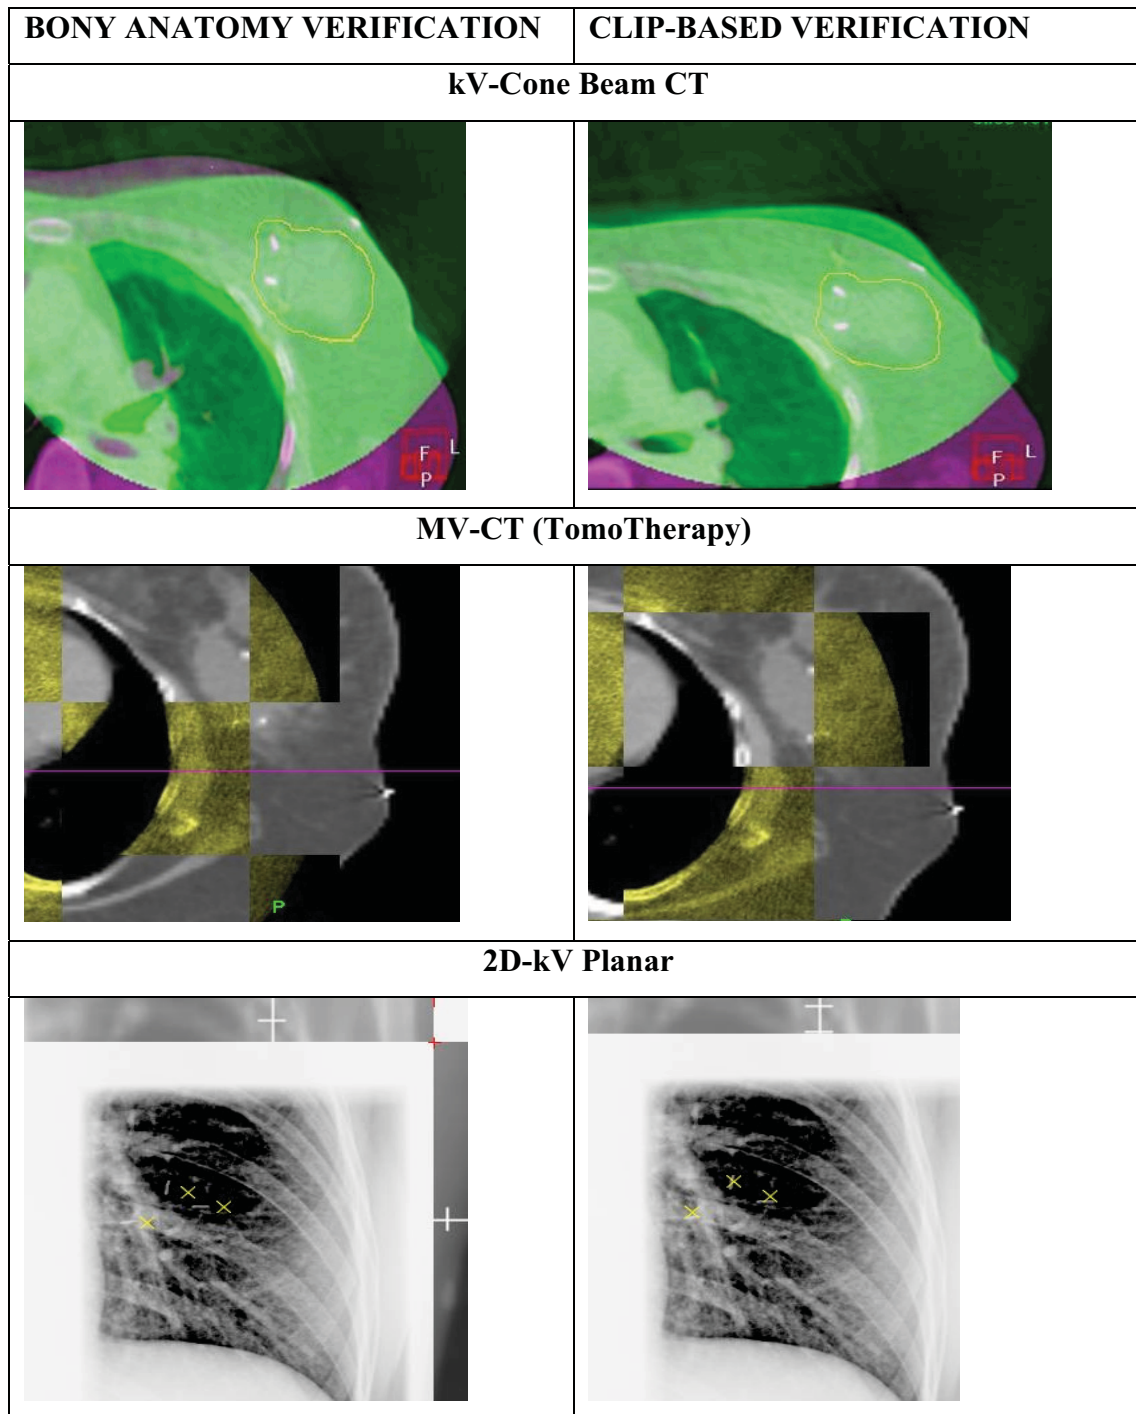 BONY ANATOMY VERIFICATION
CLIP-BASED VERIFICATION
kV-Cone Beam CT
F
L
P
F
L
P
MV-CT (TomoTherapy)
P
2D-kV Planar